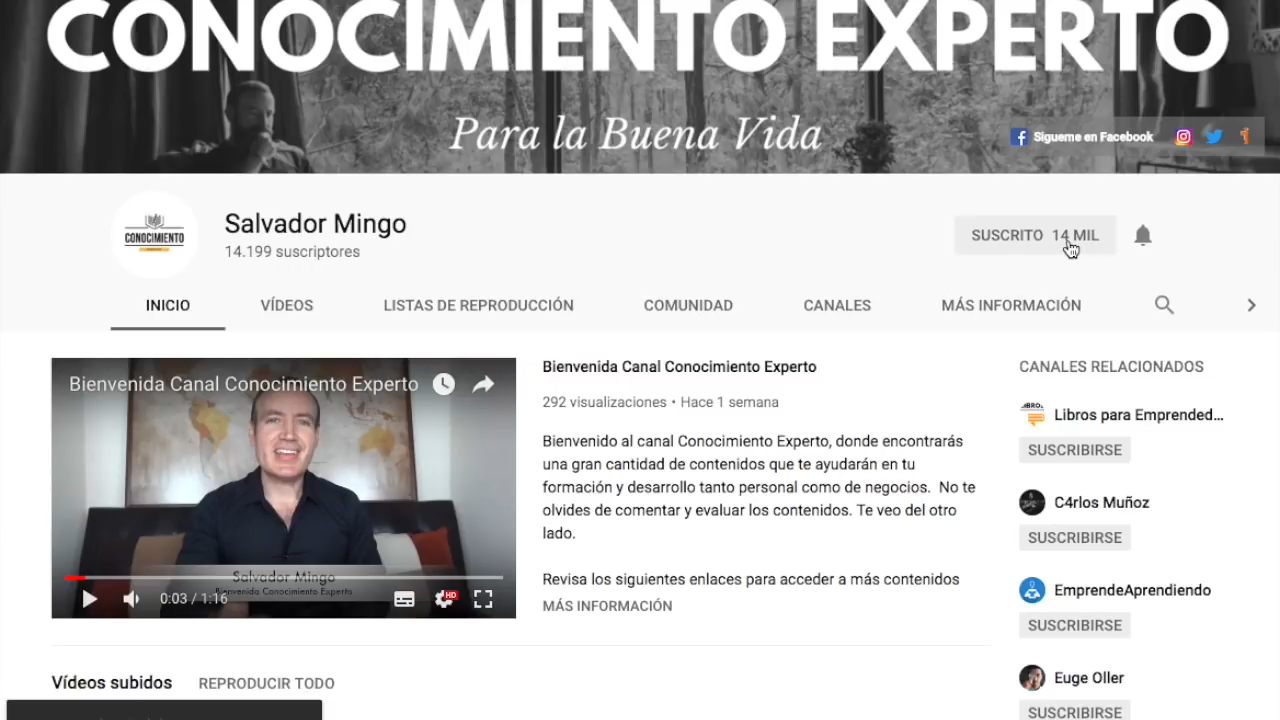 CONOCIMIENTO EXPERTO
Para la Buena Vida
Sígueme en Facebook
CONOCIMIENTO
Salvador Mingo
14.199 suscriptores
SUSCRITO 14 MIL
INICIO VÍDEOS LISTAS DE REPRODUCCIÓN COMUNIDAD CANALES MÁS INFORMACIÓN
Bienvenida Canal Conocimiento Experto
Salvador Mingo
Bienvenida Conocimiento Experto
0:03 / 1:16
HD
Bienvenida Canal Conocimiento Experto
292 visualizaciones • Hace 1 semana
Bienvenido al canal Conocimiento Experto, donde encontrarás
una gran cantidad de contenidos que te ayudarán en tu
formación y desarrollo tanto personal como de negocios. No te
olvides de comentar y evaluar los contenidos. Te veo del otro
lado.
Revisa los siguientes enlaces para acceder a más contenidos
MÁS INFORMACIÓN
CANALES RELACIONADOS
Libros para Emprended...
SUSCRIBIRSE
C4rlos Muñoz
SUSCRIBIRSE
EmprendeAprendiendo
SUSCRIBIRSE
Euge Oller
SUSCRIBIRSE
Vídeos subidos REPRODUCIR TODO